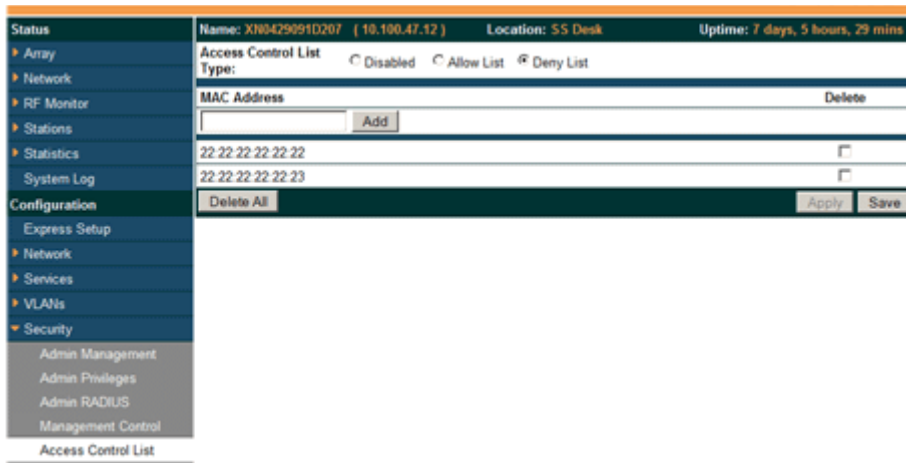 Status
Name: XN0429091D207 ( 10.100.47.12 ) Location: SS Desk Uptime: 7 days, 5 hours, 29 mins
Array
Network
RF Monitor
Stations
Statistics
System Log
Configuration
Express Setup
Network
Services
VLANs
Security
Admin Management
Admin Privileges
Admin RADIUS
Management Control
Access Control List
Access Control List Type: Disabled Allow List Deny List
MAC Address Delete
Add
22:22:22:22:22:22
22:22:22:22:22:23
Delete All Apply Save